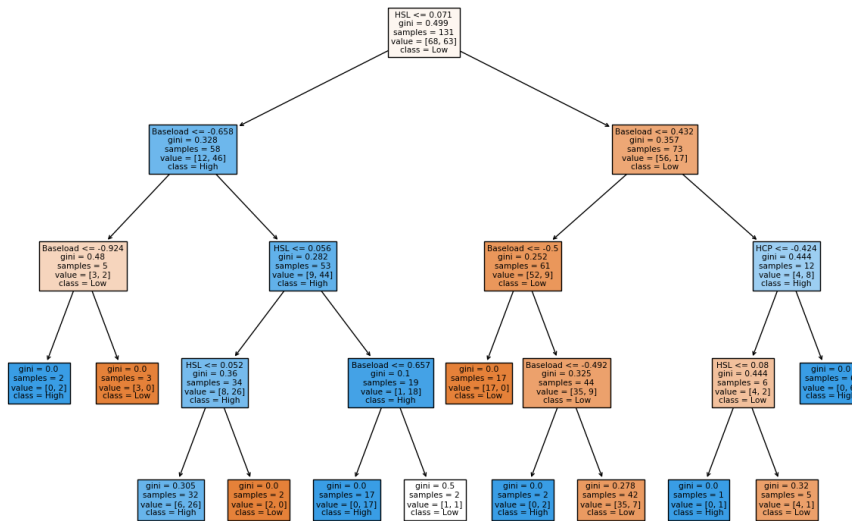 HSL <= 0.071
gini = 0.499
samples = 131
value = [68, 63]
class = Low
Baseload <= -0.658
gini = 0.328
samples = 58
value = [12, 46]
class = High
Baseload <= 0.432
gini = 0.357
samples = 73
value = [56, 17]
class = Low
Baseload <= -0.924
gini = 0.48
samples = 5
value = [3, 2]
class = Low
HSL <= 0.056
gini = 0.282
samples = 53
value = [9, 44]
class = High
Baseload <= -0.5
gini = 0.252
samples = 61
value = [52, 9]
class = Low
HCP <= -0.424
gini = 0.444
samples = 12
value = [4, 8]
class = High
gini = 0.0
samples = 2
value = [0, 2]
class = High
gini = 0.0
samples = 3
value = [3, 0]
class = Low
HSL <= 0.052
gini = 0.36
samples = 34
value = [8, 26]
class = High
Baseload <= 0.657
gini = 0.1
samples = 19
value = [1, 18]
class = High
gini = 0.0
samples = 17
value = [17, 0]
class = Low
Baseload <= -0.492
gini = 0.325
samples = 44
value = [35, 9]
class = Low
HSL <= 0.08
gini = 0.444
samples = 6
value = [4, 2]
class = Low
gini = 0.0
samples =
value = [0,
class = High
gini = 0.305
samples = 32
value = [6, 26]
class = High
gini = 0.0
samples = 2
value = [2, 0]
class = Low
gini = 0.0
samples = 17
value = [0, 17]
class = High
gini = 0.5
samples = 2
value = [1, 1]
class = Low
gini = 0.0
samples = 2
value = [0, 2]
class = High
gini = 0.278
samples = 42
value = [35, 7]
class = Low
gini = 0.0
samples = 1
value = [0, 1]
class = High
gini = 0.32
samples = 5
value = [4, 1]
class = Low